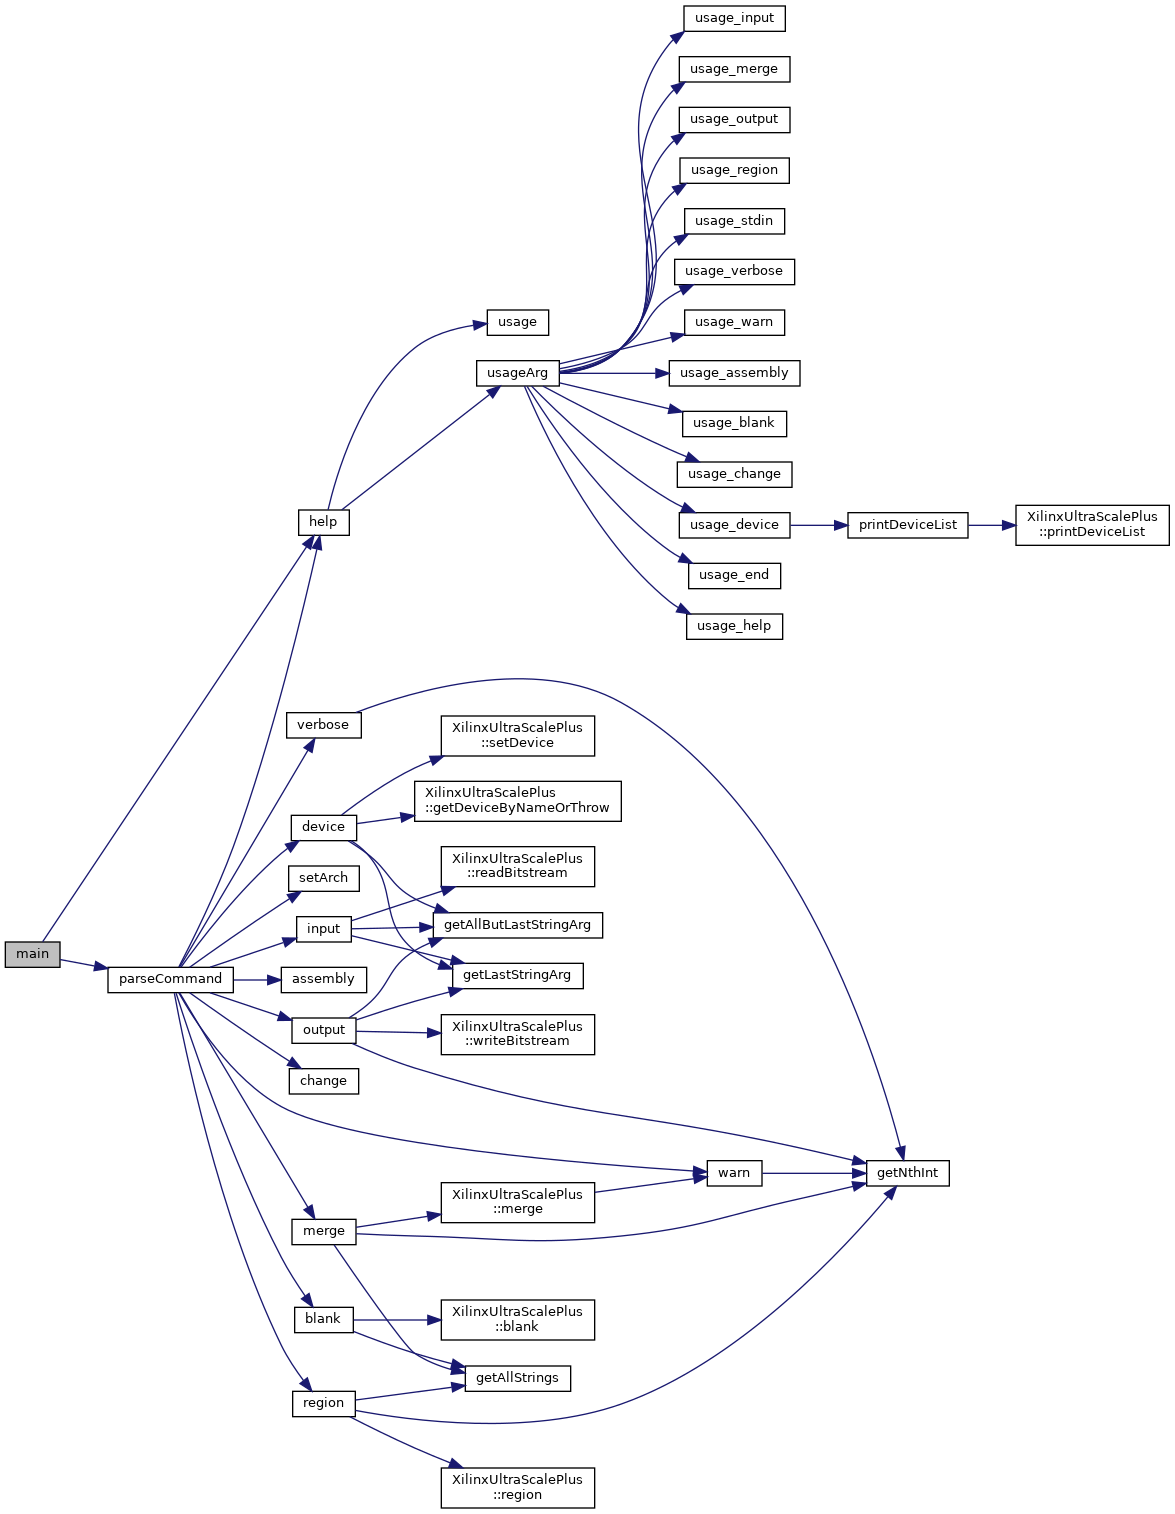 usage_input
usage_merge
usage_output
usage_region
usage_stdin
usage_verbose
usage
usage_warn
usageArg
usage_assembly
usage_blank
usage_change
help
usage_device
printDeviceList
XilinxUltraScalePlus
::printDeviceList
usage_end
usage_help
verbose
XilinxUltraScalePlus
::setDevice
XilinxUltraScalePlus
::getDeviceByNameOrThrow
device
XilinxUltraScalePlus
::readBitstream
setArch
input
getAllButLastStringArg
main
parseCommand
assembly
getLastStringArg
output
XilinxUltraScalePlus
::writeBitstream
change
warn
getNthInt
XilinxUltraScalePlus
::merge
merge
blank
XilinxUltraScalePlus
::blank
getAllStrings
region
XilinxUltraScalePlus
::region